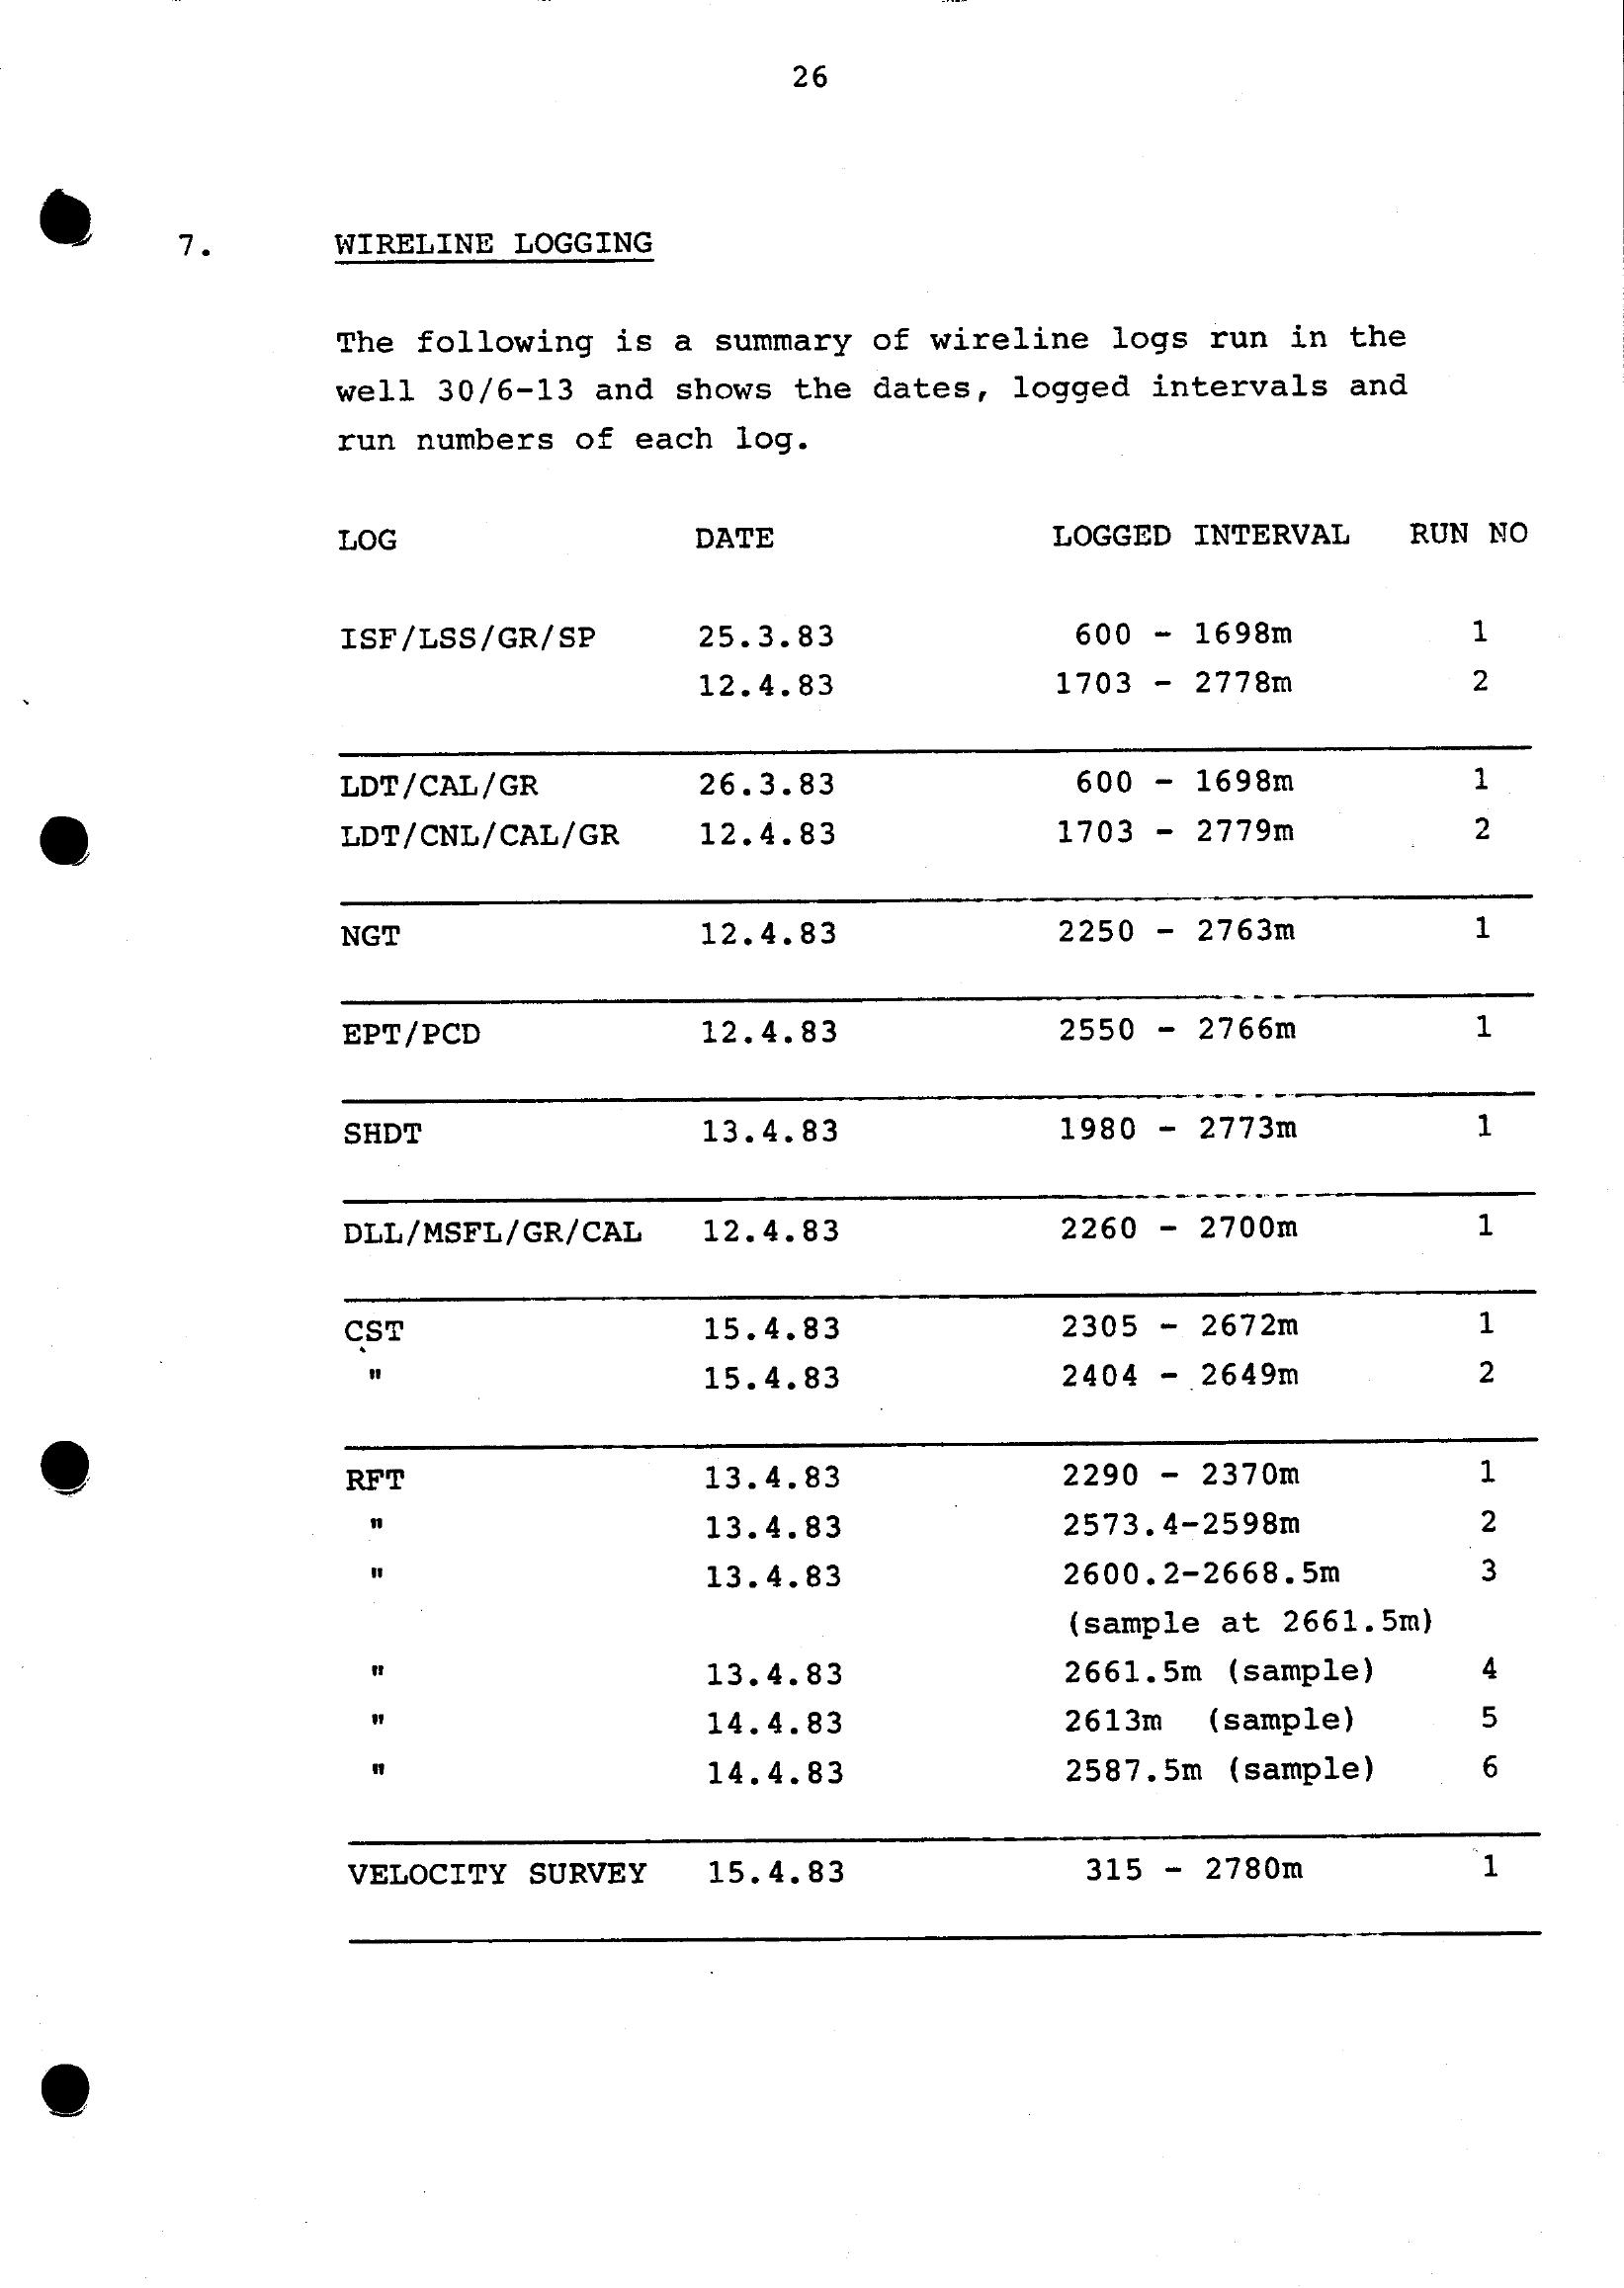 26
7. WIRELINE LOGGING
The following is a summary of wireline logs run in the
well 30/6-13 and shows the dates, logged intervals and
run numbers of each log.
LOG DATE LOGGED INTERVAL RUN NO
ISF/LSS/GR/SP 25.3.83 600 - 1698m 1
12.4.83 1703 - 2778m 2
LDT/CAL/GR 26.3.83 600 - 1698m 1
LDT/CNL/CAL/GR 12.4.83 1703 - 2779m 2
NGT 12.4.83 2250 - 2763m 1
EPT/PCD 12.4.83 2550 - 2766m 1
SHDT 13.4.83 1980 - 2773m 1
DLL/MSFL/GR/CAL 12.4.83 2260 - 2700m 1
CST 15.4.83 2305 - 2672m 1
" 15.4.83 2404 - 2649m 2
RFT 13.4.83 2290 - 2370m 1
" 13.4.83 2573.4-2598m 2
" 13.4.83 2600.2-2668.5m 3
(sample at 2661.5m)
" 13.4.83 2661.5m (sample) 4
" 14.4.83 2613m (sample) 5
" 14.4.83 2587.5m (sample) 6
VELOCITY SURVEY 15.4.83 315 - 2780m 1